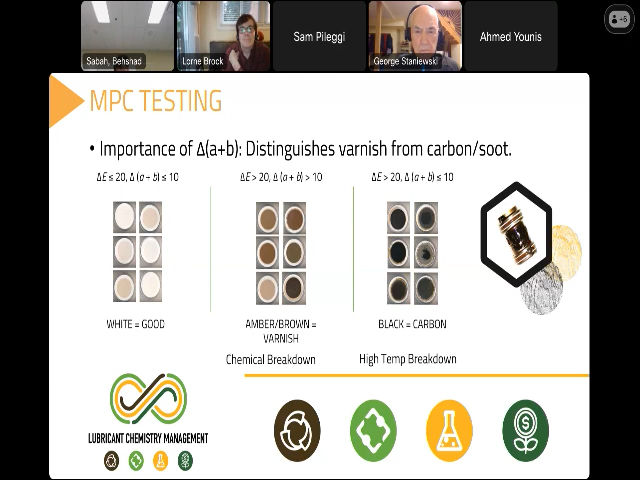 +6
Sam Pileggi
Ahmed Younis
Sabah, Behshad
Lorne Brock
George Staniewski
MPC TESTING
• Importance of Δ(a+b): Distinguishes varnish from carbon/soot.
ΔE ≤ 20, Δ (a + b) ≤ 10
ΔE > 20, Δ (a + b) > 10
ΔE > 20, Δ (a + b) ≤ 10
WHITE = GOOD
AMBER/BROWN =
VARNISH
BLACK = CARBON
Chemical Breakdown
High Temp Breakdown
LUBRICANT CHEMISTRY MANAGEMENT